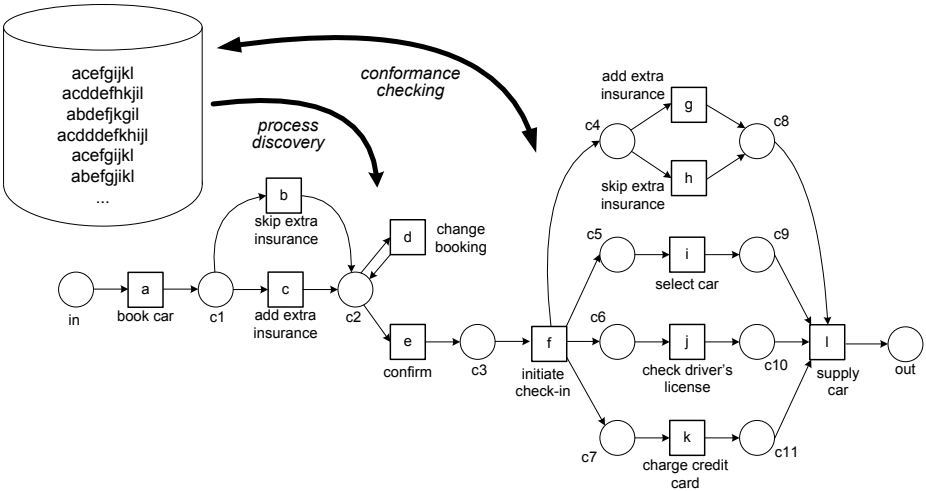 acefgijkl
acddefhkjil
abdefjkgil
acdddefkhijl
acefgijkl
abefgjikl
...
conformance
checking
process
discovery
add extra
insurance
g
c4
c8
h
skip extra
insurance
b
skip extra
insurance
d
change
booking
in
a
book car
c1
c
add extra
insurance
c2
e
confirm
c3
f
initiate
check-in
c5
i
select car
c9
c6
j
check driver's
license
c10
l
supply
car
out
c7
k
charge credit
card
c11